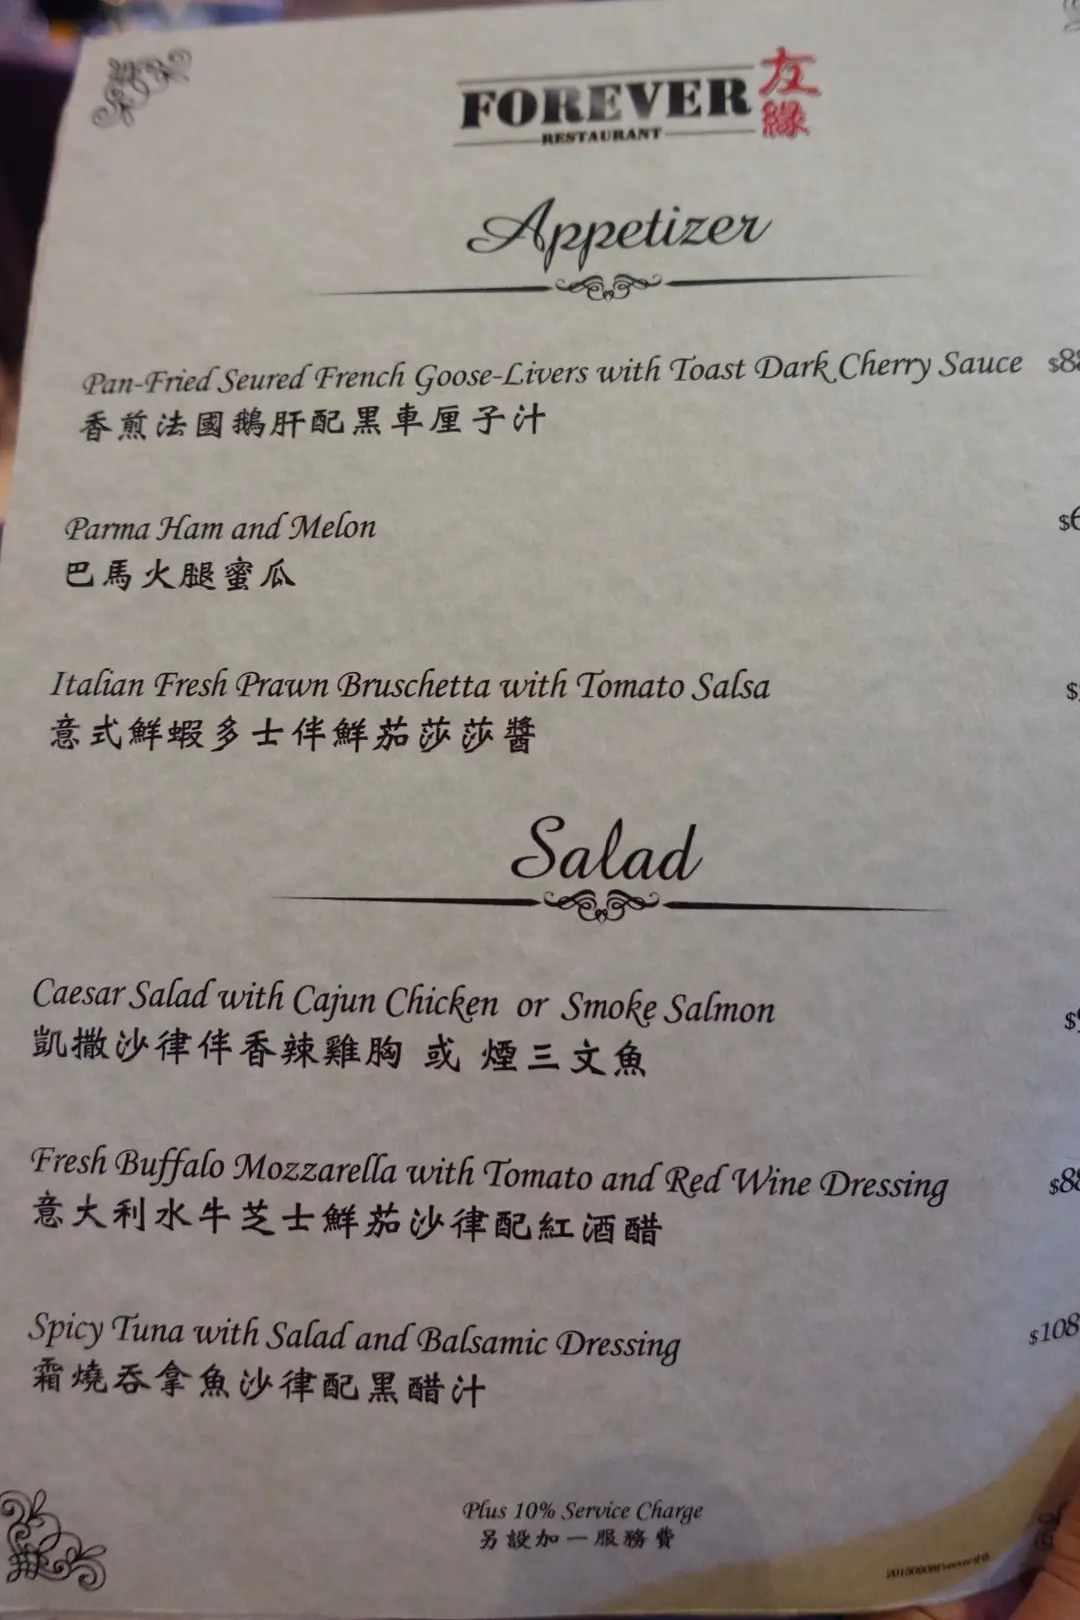 FOREVER 友緣
RESTAURANT
Appetizer
Pan-Fried Seured French Goose-Livers with Toast Dark Cherry Sauce $88
香煎法國鵝肝配黑車厘子汁
Parma Ham and Melon $6
巴馬火腿蜜瓜
Italian Fresh Prawn Bruschetta with Tomato Salsa $
意式鮮蝦多士伴鮮茄莎莎醬
Salad
Caesar Salad with Cajun Chicken or Smoke Salmon $
凱撒沙律伴香辣雞胸 或 煙三文魚
Fresh Buffalo Mozzarella with Tomato and Red Wine Dressing $88
意大利水牛芝士鮮茄沙律配紅酒醋
Spicy Tuna with Salad and Balsamic Dressing $108
霜燒吞拿魚沙律配黑醋汁
Plus 10% Service Charge
另設加一服務費